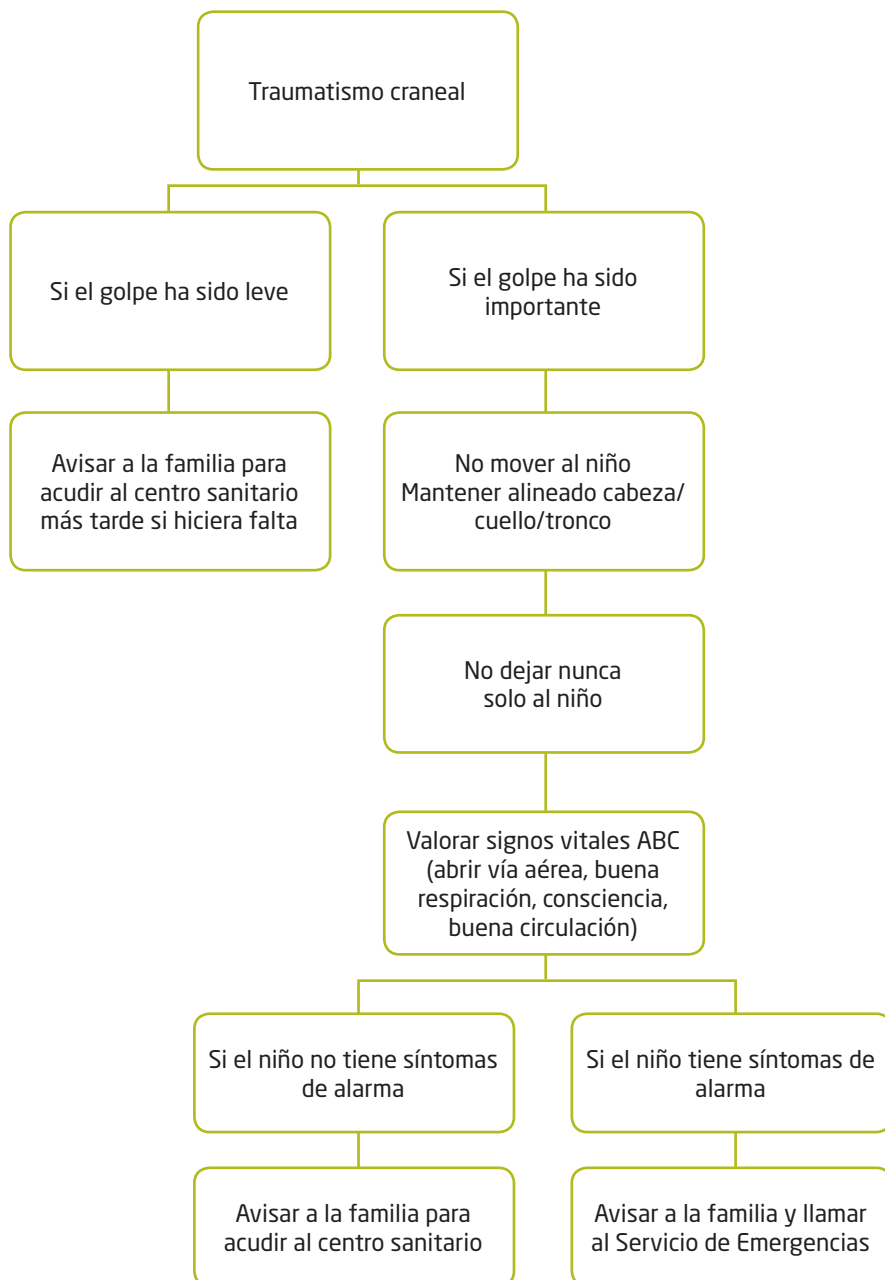 Traumatismo craneal
Si el golpe ha sido leve
Si el golpe ha sido
importante
Avisar a la familia para
acudir al centro sanitario
más tarde si hiciera falta
No mover al niño
Mantener alineado cabeza/
cuello/tronco
No dejar nunca
solo al niño
Valorar signos vitales ABC
(abrir vía aérea, buena
respiración, consciencia,
buena circulación)
Si el niño no tiene síntomas
de alarma
Si el niño tiene síntomas de
alarma
Avisar a la familia para
acudir al centro sanitario
Avisar a la familia y llamar
al Servicio de Emergencias